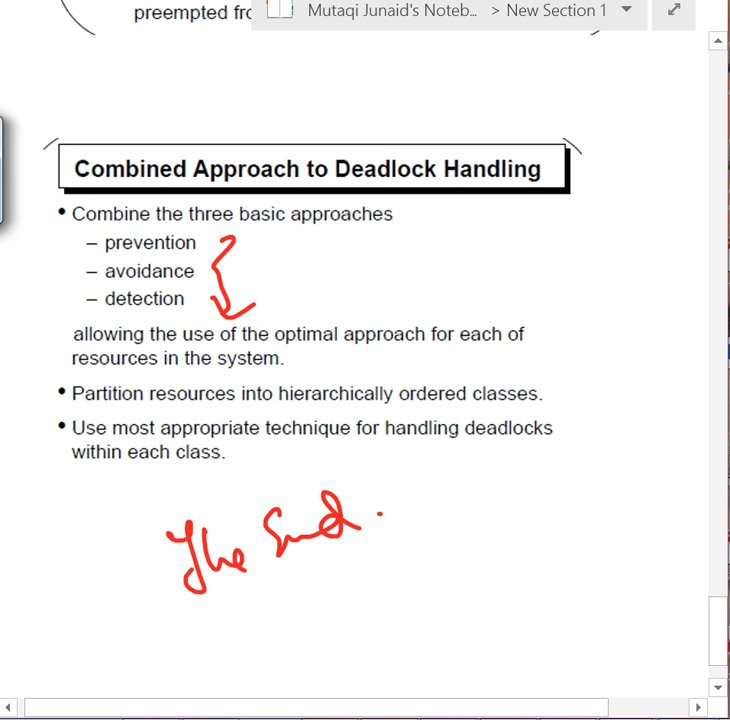 preempted fro
Mutaqi Junaid's Noteb... > New Section 1
Combined Approach to Deadlock Handling
• Combine the three basic approaches
– prevention
– avoidance
– detection
allowing the use of the optimal approach for each of
resources in the system.
• Partition resources into hierarchically ordered classes.
• Use most appropriate technique for handling deadlocks
within each class.
The End.